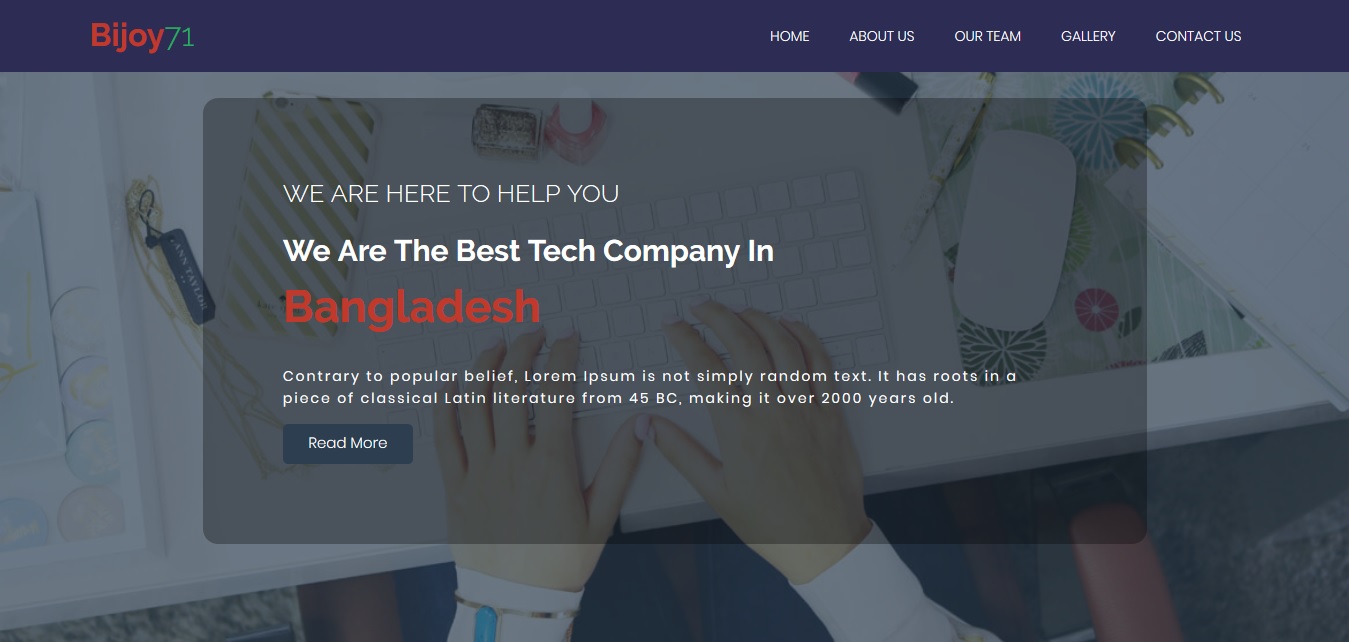 Bijoy71
HOME ABOUT US OUR TEAM GALLERY CONTACT US
WE ARE HERE TO HELP YOU
We Are The Best Tech Company In
Bangladesh
ANN TAYLOR
Contrary to popular belief, Lorem Ipsum is not simply random text. It has roots in a
piece of classical Latin literature from 45 BC, making it over 2000 years old.
Read More